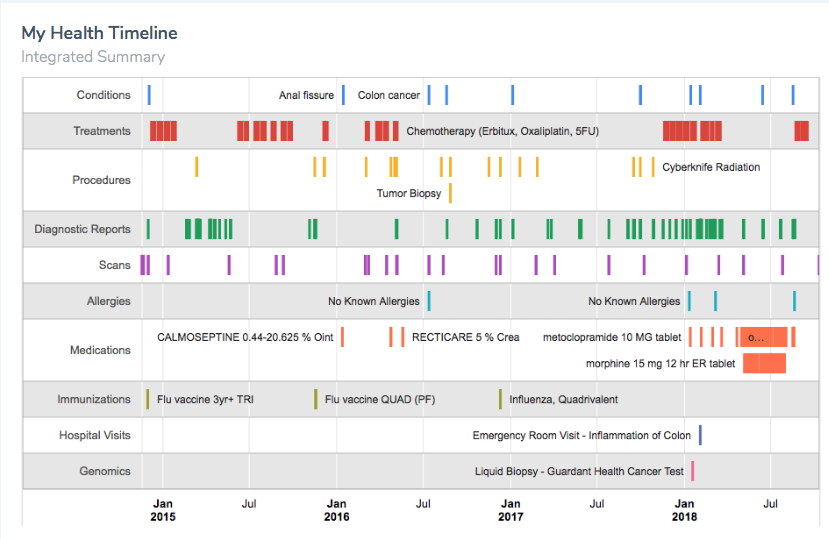 My Health Timeline
Integrated Summary
Conditions
Anal fissure
Colon cancer
Treatments
Chemotherapy (Erbitux, Oxaliplatin, 5FU)
Procedures
Cyberknife Radiation
Tumor Biopsy
Diagnostic Reports
Scans
Allergies
No Known Allergies
No Known Allergies
Medications
CALMOSEPTINE 0.44-20.625 % Oint
RECTICARE 5 % Crea
metoclopramide 10 MG tablet
o...
morphine 15 mg 12 hr ER tablet
Immunizations
Flu vaccine 3yr+ TRI
Flu vaccine QUAD (PF)
Influenza, Quadrivalent
Hospital Visits
Emergency Room Visit - Inflammation of Colon
Genomics
Liquid Biopsy - Guardant Health Cancer Test
Jan Jul Jan Jul Jan Jul Jan Jul
2015 2016 2017 2018